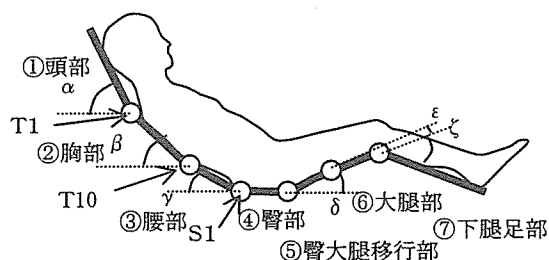 ①頭部
α
T1
β
②胸部
T10
γ
③腰部
S1
④臀部
δ
⑤臀大腿移行部
⑥大腿部
ε
ζ
⑦下腿足部